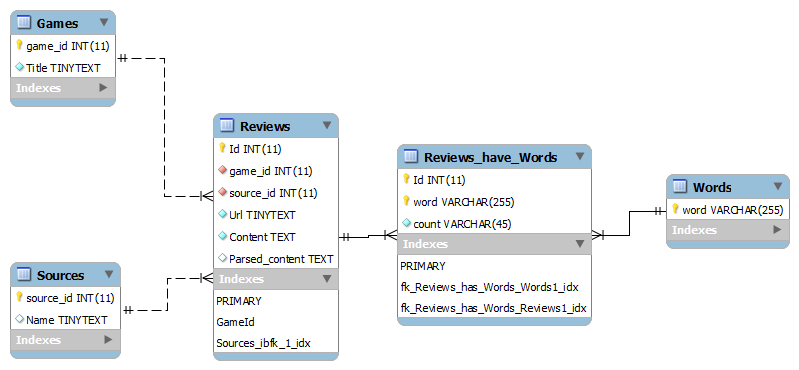 Games
game_id INT(11)
Title TINYTEXT
Indexes
Reviews
Id INT(11)
game_id INT(11)
source_id INT(11)
Url TINYTEXT
Content TEXT
Parsed_content TEXT
Indexes
PRIMARY
GameId
Sources_ibfk_1_idx
Reviews_have_Words
Id INT(11)
word VARCHAR(255)
count VARCHAR(45)
Indexes
PRIMARY
fk_Reviews_has_Words_Words1_idx
fk_Reviews_has_Words_Reviews1_idx
Words
word VARCHAR(255)
Indexes
Sources
source_id INT(11)
Name TINYTEXT
Indexes